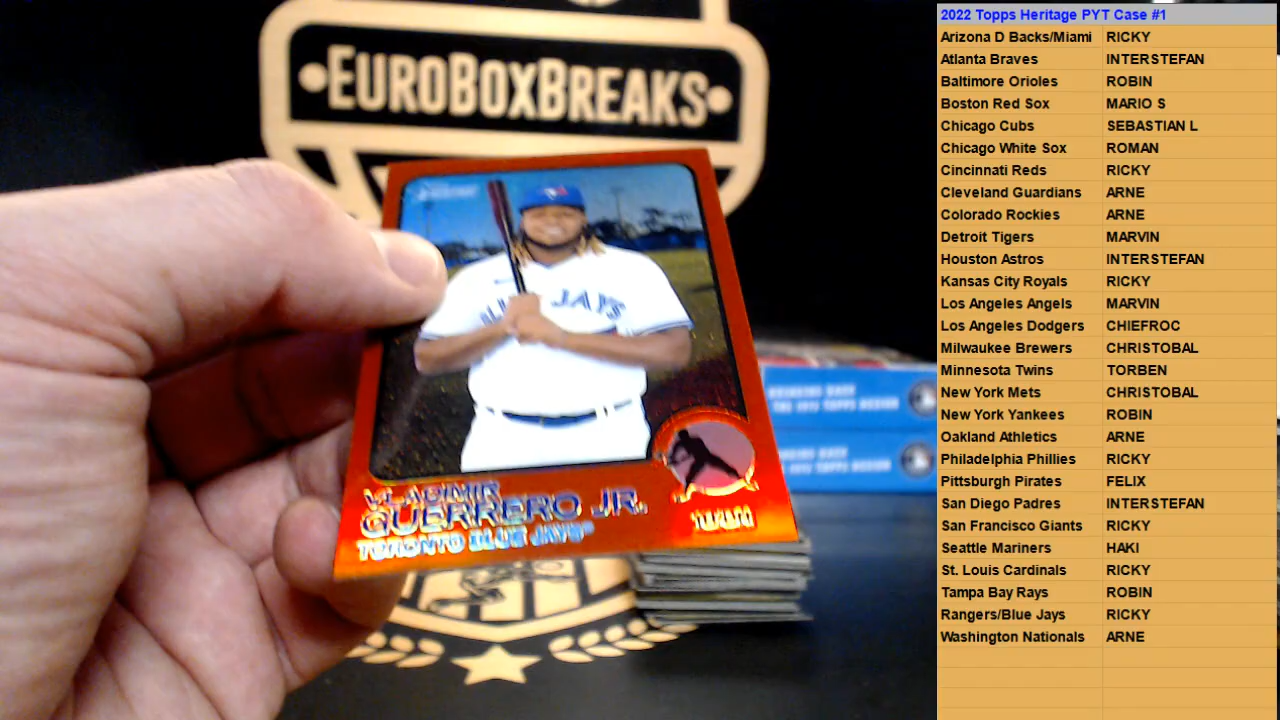 •EUROBOXBREAKS•
BLUE JAYS
VLADIMIR
GUERRERO JR.
TORONTO BLUE JAYS
2022 Topps Heritage PYT Case #1
Arizona D Backs/Miami RICKY
Atlanta Braves INTERSTEFAN
Baltimore Orioles ROBIN
Boston Red Sox MARIO S
Chicago Cubs SEBASTIAN L
Chicago White Sox ROMAN
Cincinnati Reds RICKY
Cleveland Guardians ARNE
Colorado Rockies ARNE
Detroit Tigers MARVIN
Houston Astros INTERSTEFAN
Kansas City Royals RICKY
Los Angeles Angels MARVIN
Los Angeles Dodgers CHIEFROC
Milwaukee Brewers CHRISTOBAL
Minnesota Twins TORBEN
New York Mets CHRISTOBAL
New York Yankees ROBIN
Oakland Athletics ARNE
Philadelphia Phillies RICKY
Pittsburgh Pirates FELIX
San Diego Padres INTERSTEFAN
San Francisco Giants RICKY
Seattle Mariners HAKI
St. Louis Cardinals RICKY
Tampa Bay Rays ROBIN
Rangers/Blue Jays RICKY
Washington Nationals ARNE